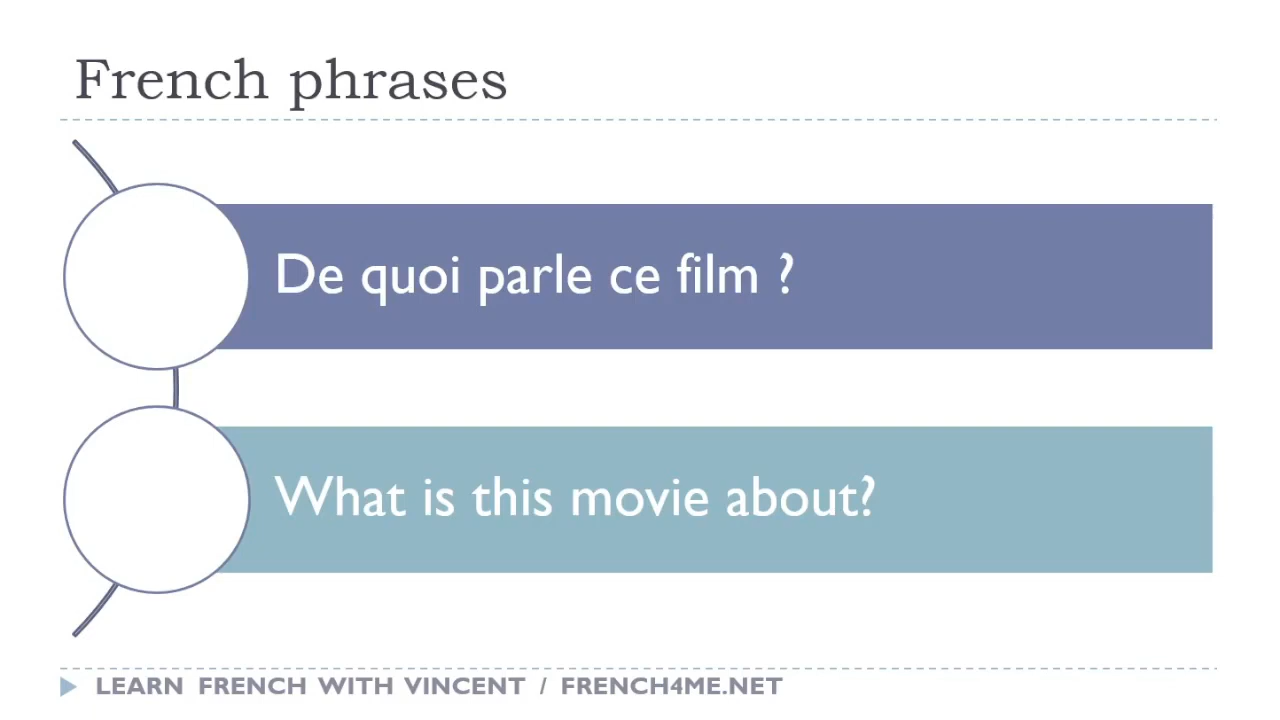 French phrases
De quoi parle ce film ?
What is this movie about?
LEARN FRENCH WITH VINCENT / FRENCH4ME.NET